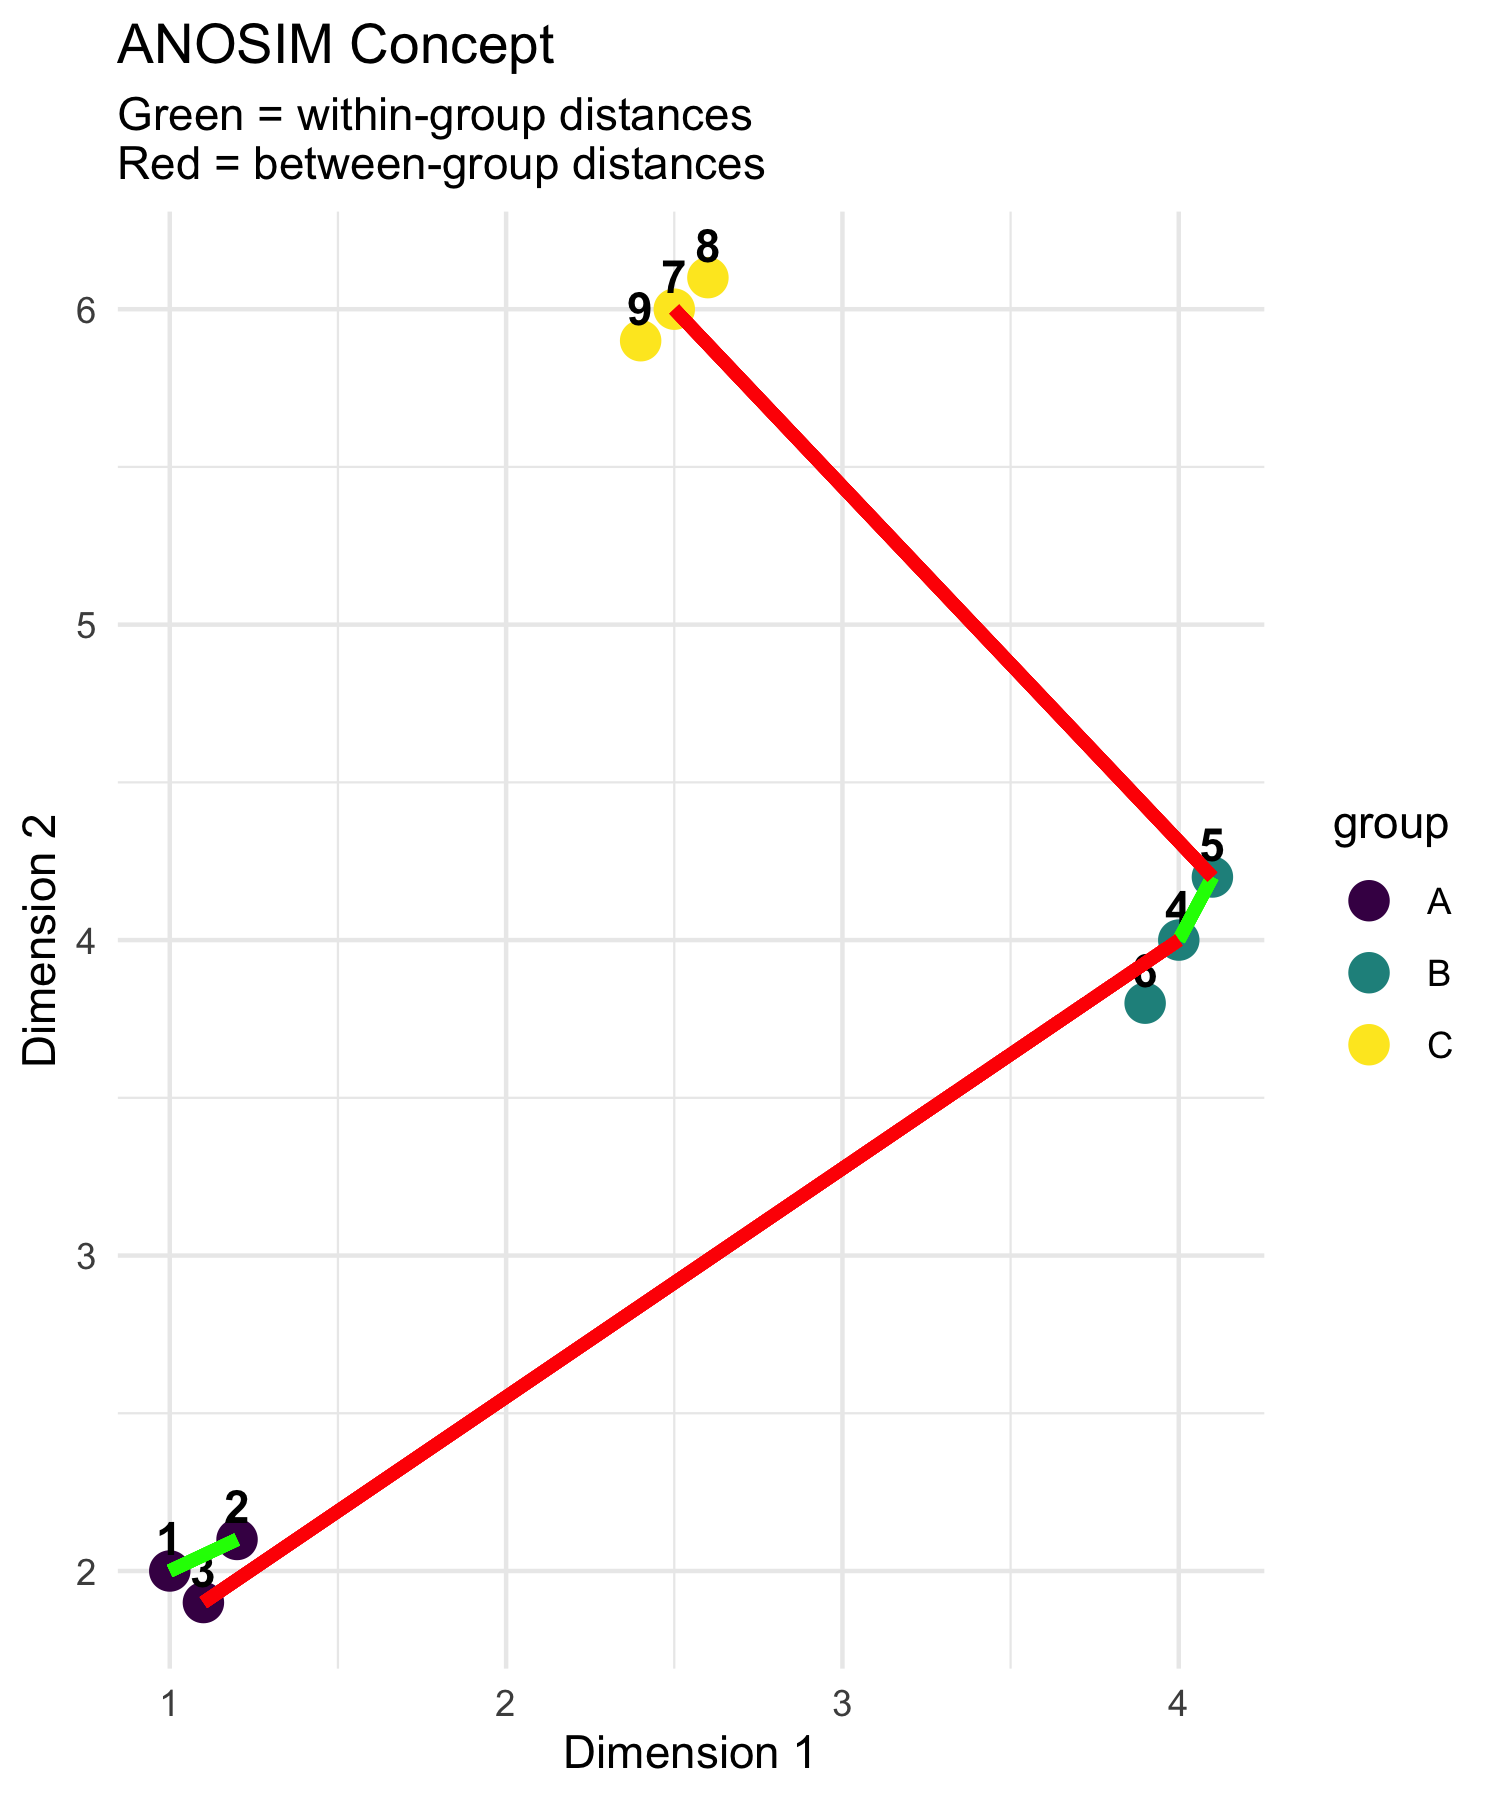 ANOSIM Concept
Green = within-group distances
Red = between-group distances
8
7
9
6
5
5
4
4
6
3
2
1
3
2
1
2
3
4
Dimension 1
Dimension 2
group
A
B
C